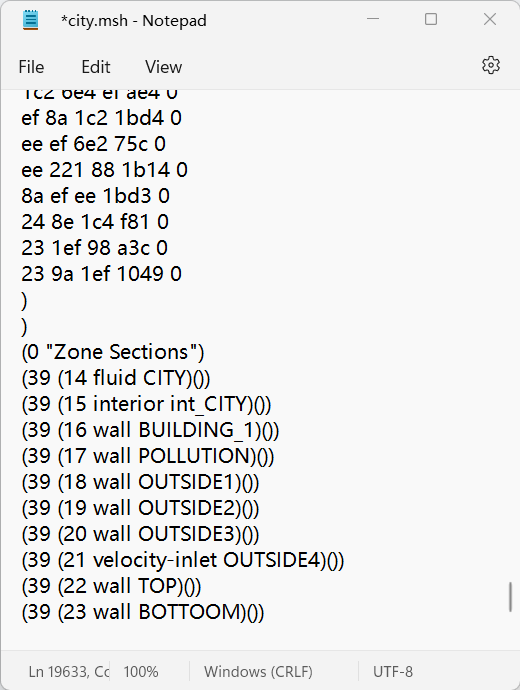 *city.msh - Notepad
File Edit View
1c2 6e4 ef ae4 0
ef 8a 1c2 1bd4 0
ee ef 6e2 75c 0
ee 221 88 1b14 0
8a ef ee 1bd3 0
24 8e 1c4 f81 0
23 1ef 98 a3c 0
23 9a 1ef 1049 0
)
)
(0 "Zone Sections")
(39 (14 fluid CITY)())
(39 (15 interior int_CITY)())
(39 (16 wall BUILDING_1)())
(39 (17 wall POLLUTION)())
(39 (18 wall OUTSIDE1)())
(39 (19 wall OUTSIDE2)())
(39 (20 wall OUTSIDE3)())
(39 (21 velocity-inlet OUTSIDE4)())
(39 (22 wall TOP)())
(39 (23 wall BOTTOOM)())
Ln 19633, Cc 100% Windows (CRLF) UTF-8